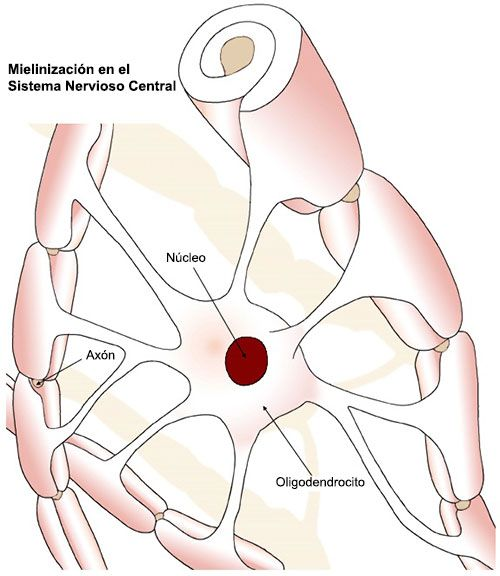 Mielinización en el
Sistema Nervioso Central
Núcleo
Axón
Oligodendrocito